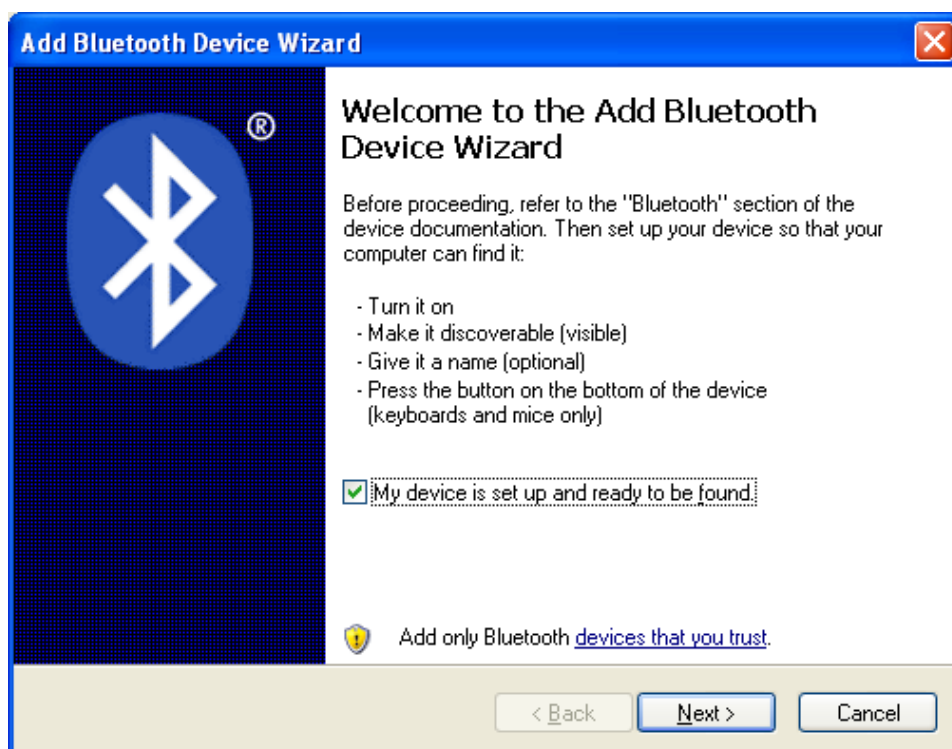 Add Bluetooth Device Wizard
®
Welcome to the Add Bluetooth
Device Wizard
Before proceeding, refer to the "Bluetooth" section of the
device documentation. Then set up your device so that your
computer can find it:
- Turn it on
- Make it discoverable (visible)
- Give it a name (optional)
- Press the button on the bottom of the device
(keyboards and mice only)
My device is set up and ready to be found.
Add only Bluetooth devices that you trust.
< Back Next > Cancel